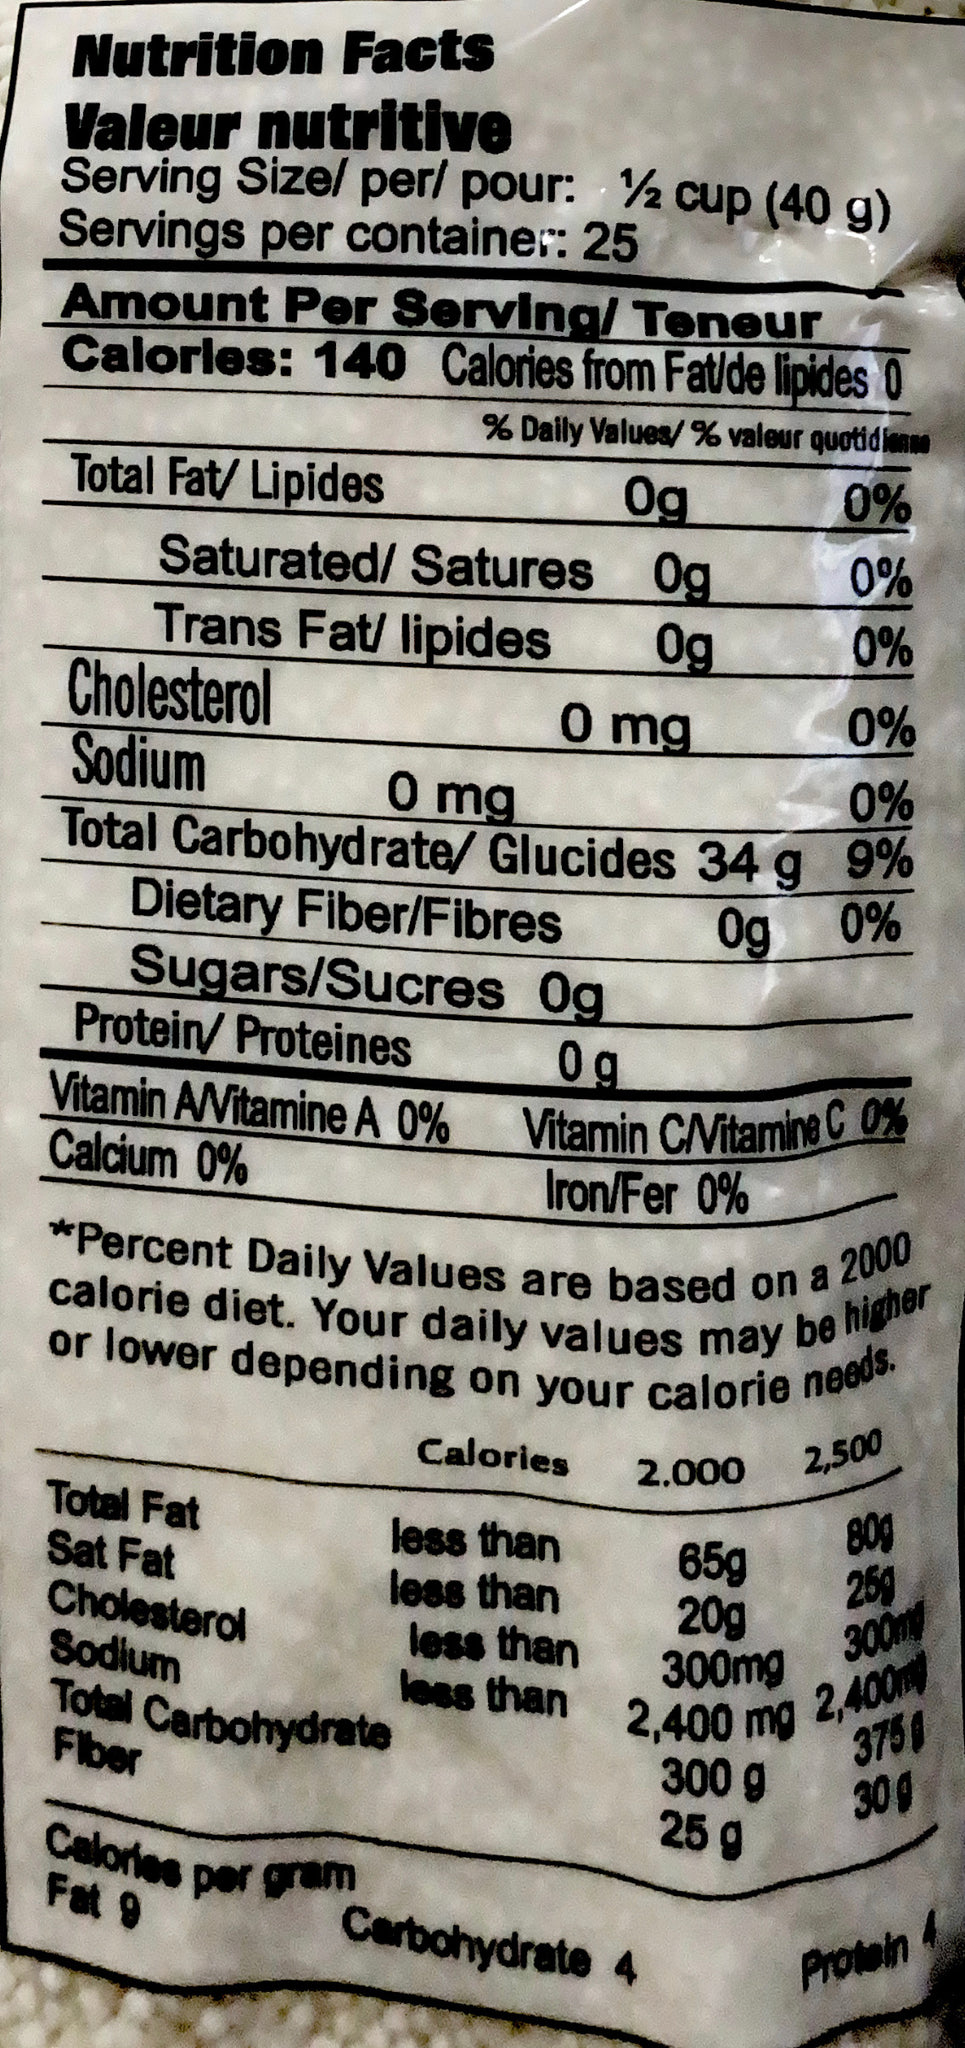 Nutrition Facts
Valeur nutritive
Serving Size/ per/ pour: ½ cup (40 g)
Servings per container: 25
Amount Per Serving/ Teneur
Calories: 140 Calories from Fat/de lipides 0
% Daily Values/ % valeur quotidienne
Total Fat/ Lipides 0g 0%
Saturated/ Satures 0g 0%
Trans Fat/ lipides 0g 0%
Cholesterol 0 mg 0%
Sodium 0 mg 0%
Total Carbohydrate/ Glucides 34 g 9%
Dietary Fiber/Fibres 0g 0%
Sugars/Sucres 0g
Protein/ Proteines 0 g
Vitamin A/Vitamine A 0% Vitamin C/Vitamine C 0%
Calcium 0% Iron/Fer 0%
*Percent Daily Values are based on a 2000
calorie diet. Your daily values may be higher
or lower depending on your calorie needs.
Calories 2.000 2,500
Total Fat less than 65g 80g
Sat Fat less than 20g 25g
Cholesterol less than 300mg 300mg
Sodium less than 2,400 mg 2,400mg
Total Carbohydrate 300 g 375 g
Fiber 25 g 30 g
Calories per gram
Fat 9 Carbohydrate 4 Protein 4